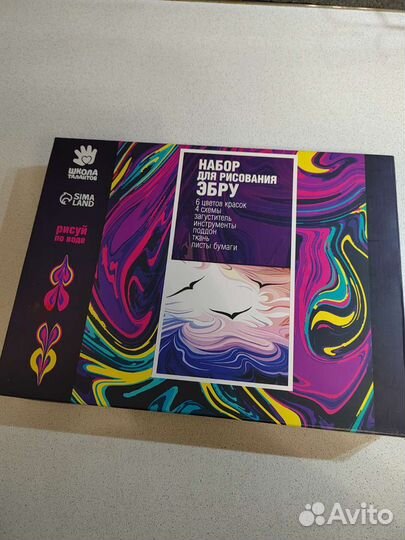 ШКОЛА
ТАЛАНТОВ
SIMA
LAND
рисуй
по воде
НАБОР
ДЛЯ РИСОВАНИЯ
ЭБРУ
6 цветов красок
4 схемы
загуститель
инструменты
поддон
ткань
листы бумаги
Avito